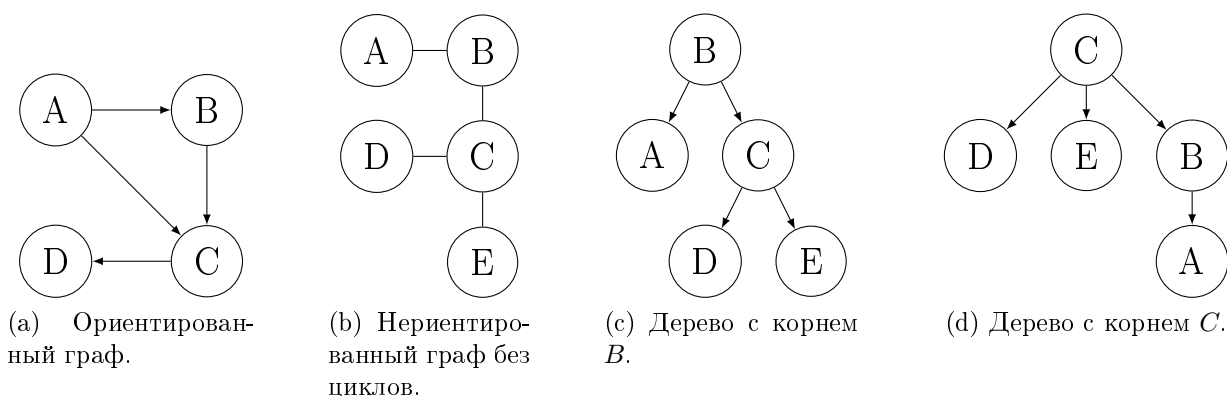 A B
D C
(a) Ориентирован-
ный граф.
A B
D C
E
(b) Нериентиро-
ванный граф без
циклов.
B
A C
D E
(c) Дерево с корнем
B.
C
D E B
A
(d) Дерево с корнем C.